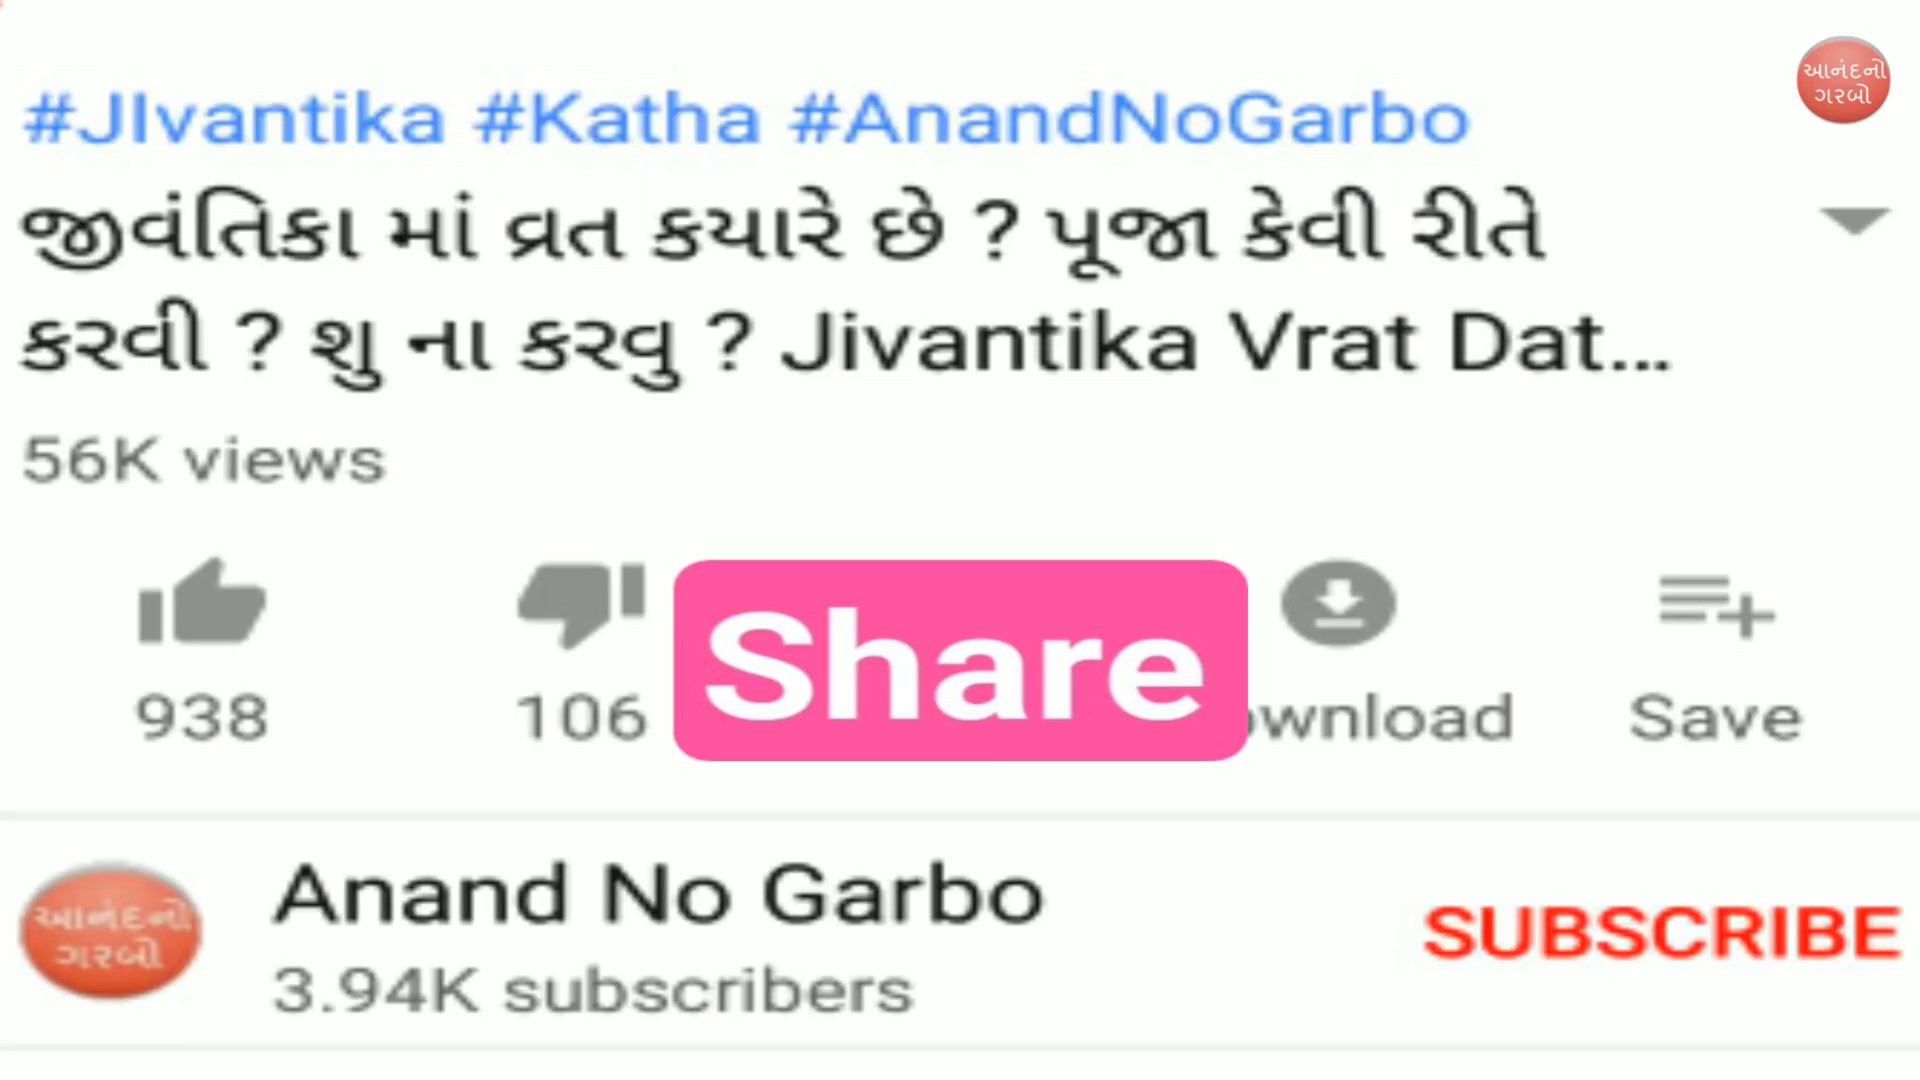 #JIvantika #Katha #AnandNoGarbo
આનંદનો
ગરબો
જીવંતિકા માં વ્રત કયારે છે ? પૂજા કેવી રીતે
કરવી ? શુ ના કરવુ ? Jivantika Vrat Dat...
56K views
938
106
Share
wnload
Save
Anand No Garbo
આનંદનો
ગરબો
3.94K subscribers
SUBSCRIBE